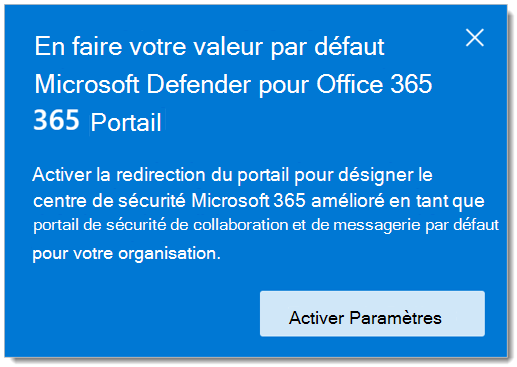 En faire votre valeur par défaut
Microsoft Defender pour Office 365
365 Portail
Activer la redirection du portail pour désigner le
centre de sécurité Microsoft 365 amélioré en tant que
portail de sécurité de collaboration et de messagerie par défaut
pour votre organisation.
Activer Paramètres